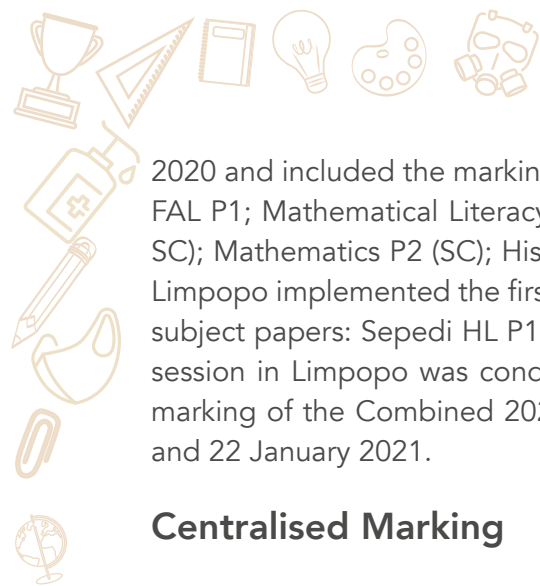 2020 and included the markin
FAL P1; Mathematical Literacy
SC); Mathematics P2 (SC); His
Limpopo implemented the firs
subject papers: Sepedi HL P1
session in Limpopo was conc
marking of the Combined 202
and 22 January 2021.
Centralised Marking